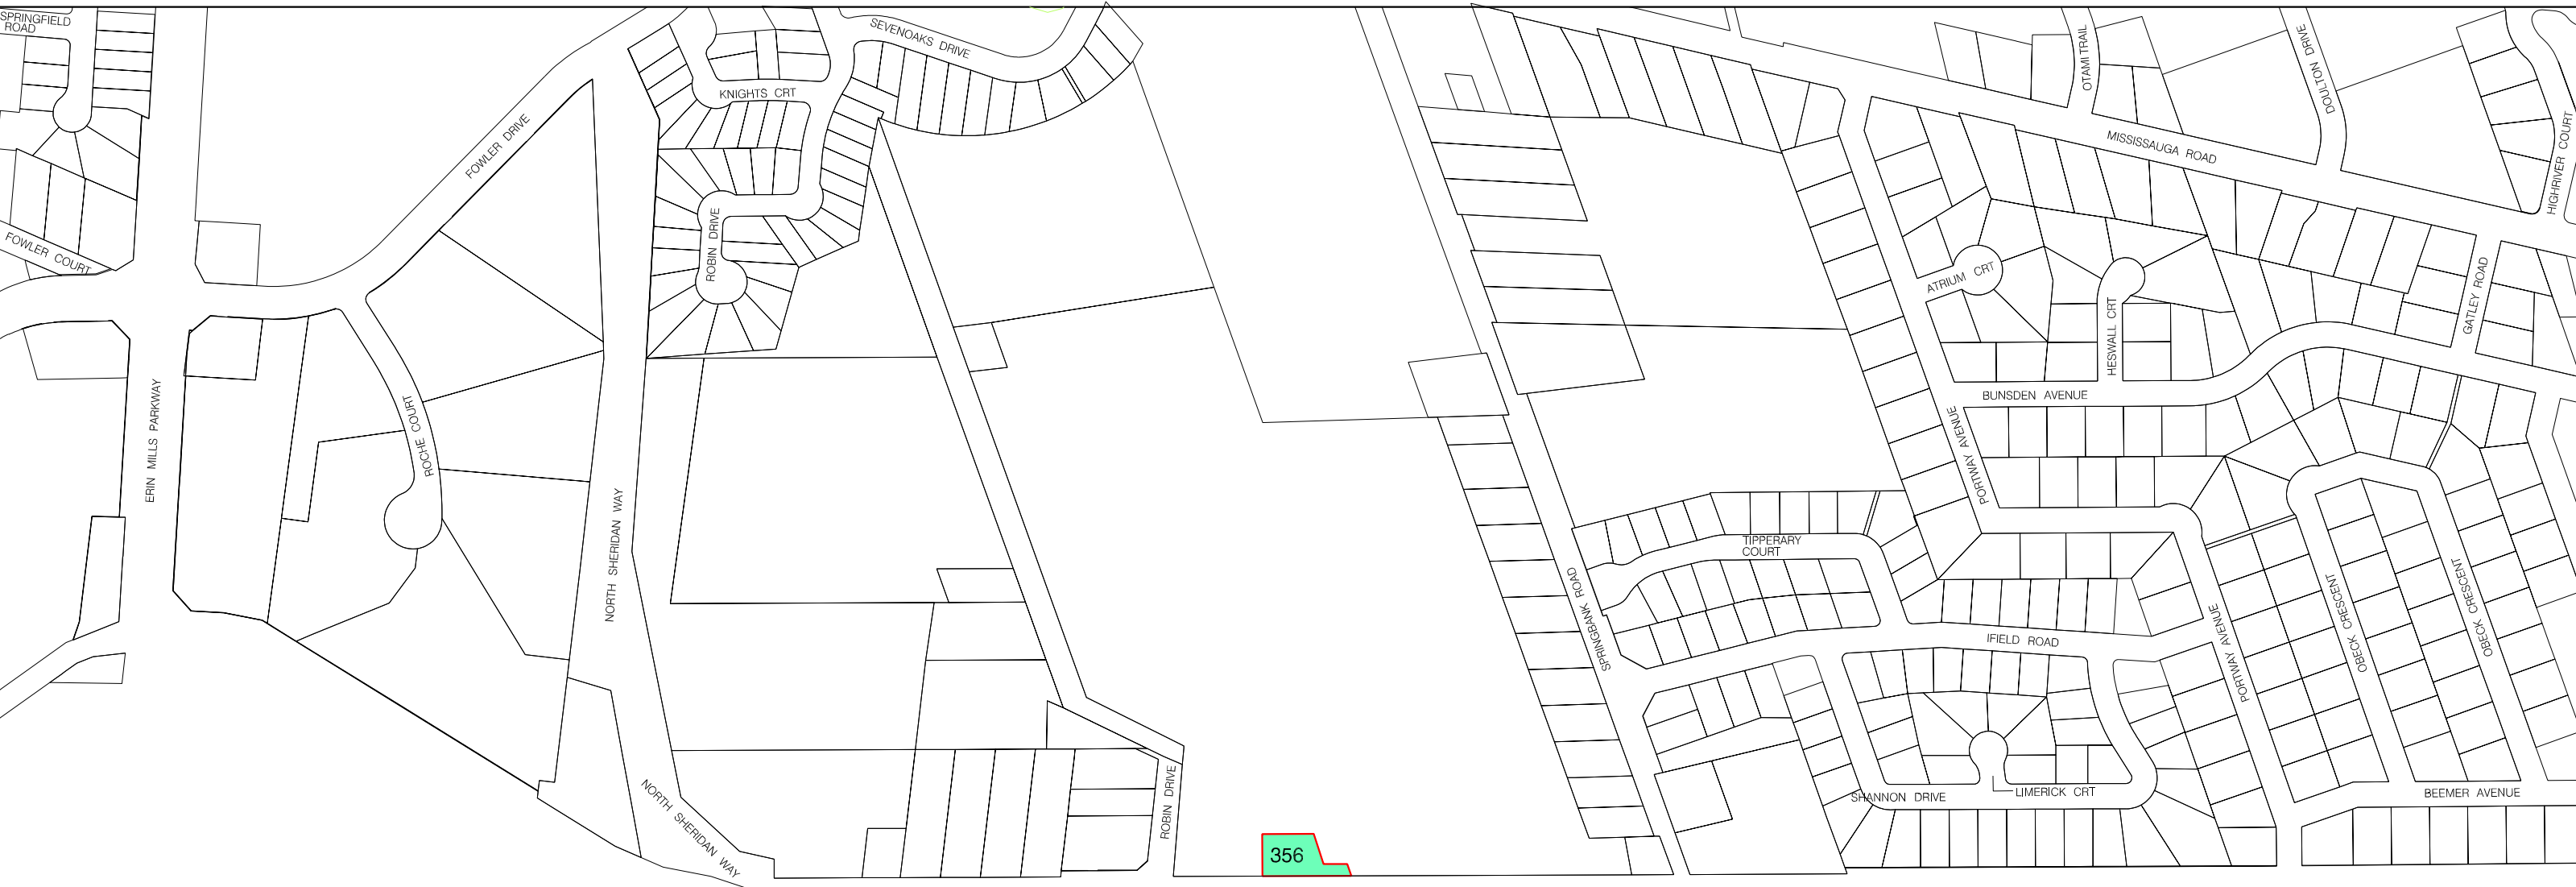 SPRINGFIELD
ROAD
SEVENOAKS DRIVE
KNIGHTS CRT
FOWLER DRIVE
FOWLER COURT
ROBIN DRIVE
ERIN MILLS PARKWAY
ROCHE COURT
NORTH SHERIDAN WAY
NORTH SHERIDAN WAY
ROBIN DRIVE
356
OTAMI TRAIL
DOULTON DRIVE
MISSISSAUGA ROAD
HIGHRIVER COURT
ATRIUM CRT
HESWALL CRT
GATLEY ROAD
BUNSDEN AVENUE
PORTWAY AVENUE
TIPPERARY
COURT
SPRINGBANK ROAD
IFIELD ROAD
PORTWAY AVENUE
OBECK CRESCENT
OBECK CRESCENT
SHANNON DRIVE
LIMERICK CRT
BEEMER AVENUE